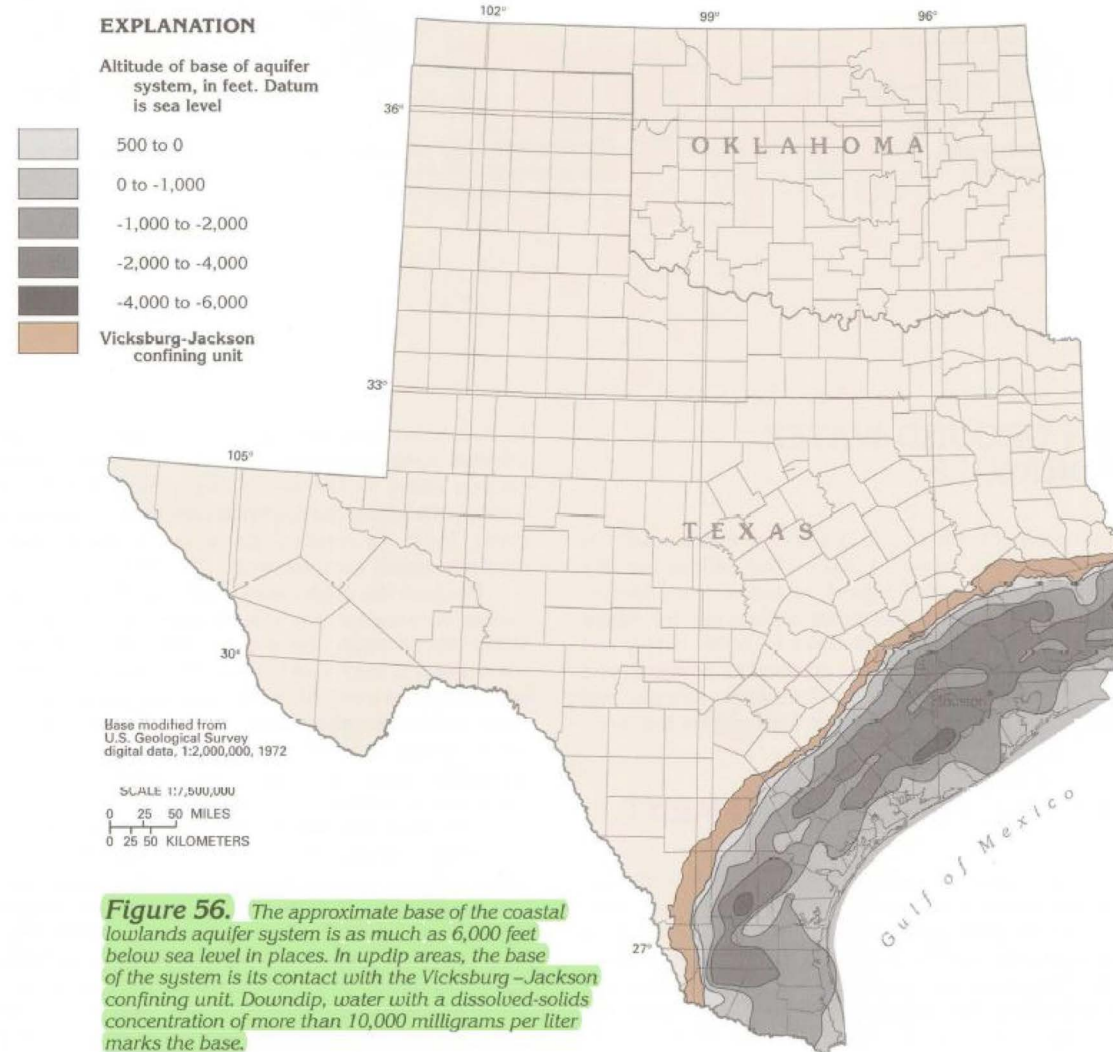 EXPLANATION
Altitude of base of aquifer
system, in feet. Datum
is sea level
500 to 0
0 to -1,000
-1,000 to -2,000
-2,000 to -4,000
-4,000 to -6,000
Vicksburg-Jackson
confining unit
102°
99°
96°
36°
OKLAHOMA
33°
105°
TEXAS
30°
Houston
Base modified from
U.S. Geological Survey
digital data, 1:2,000,000, 1972
SCALE 1:7,500,000
0 25 50 MILES
0 25 50 KILOMETERS
Gulf of Mexico
27°
Figure 56. The approximate base of the coastal
lowlands aquifer system is as much as 6,000 feet
below sea level in places. In updip areas, the base
of the system is its contact with the Vicksburg–Jackson
confining unit. Downdip, water with a dissolved-solids
concentration of more than 10,000 milligrams per liter
marks the base.